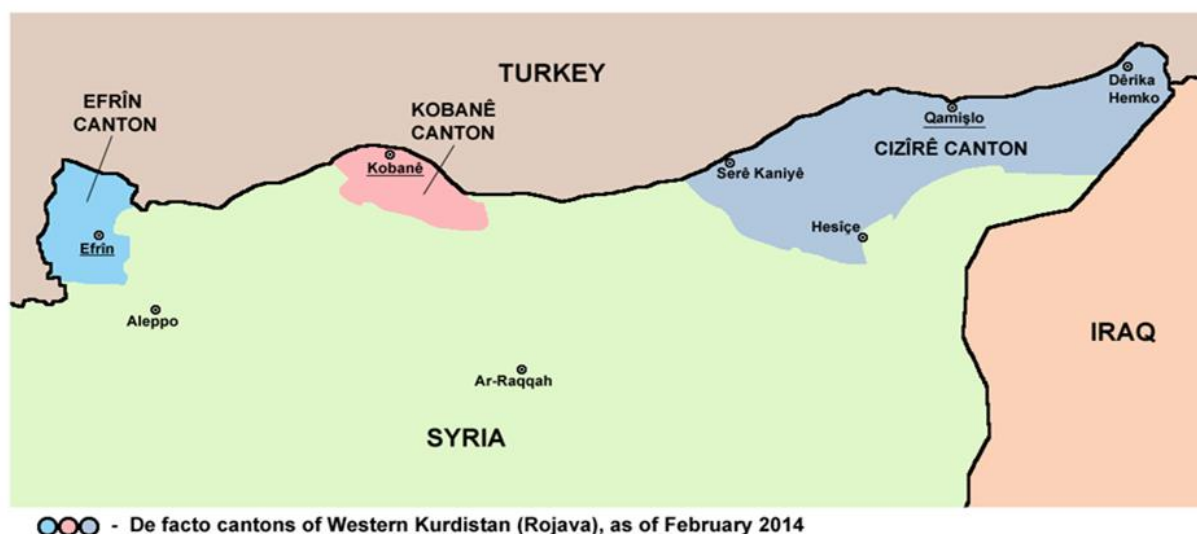 TURKEY
EFRÎN
CANTON
KOBANÊ
CANTON
Dêrika
Hemko
Qamişlo
CIZÎRÊ CANTON
Kobanê
Serê Kaniyê
Hesîçe
Efrîn
Aleppo
IRAQ
Ar-Raqqah
SYRIA
- De facto cantons of Western Kurdistan (Rojava), as of February 2014